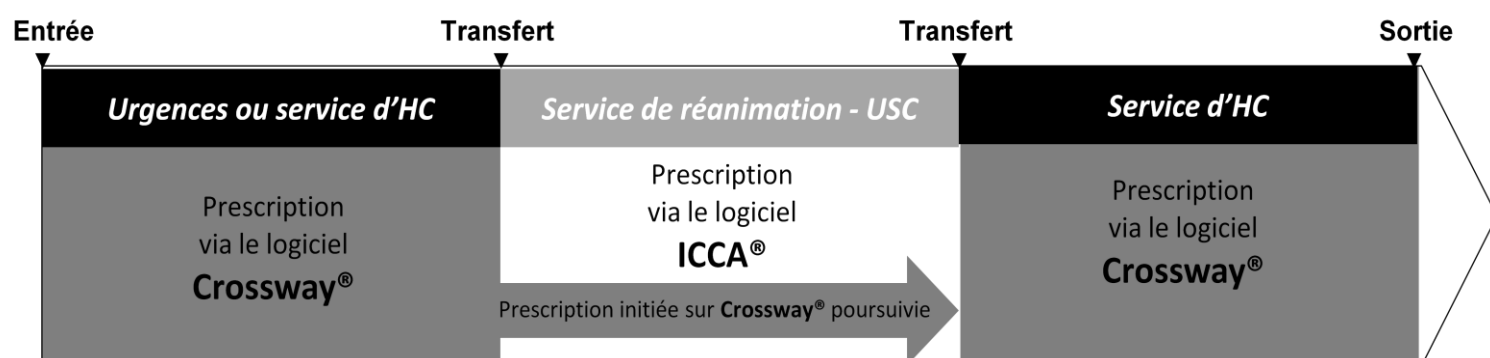 Entrée
Transfert
Transfert
Sortie
Urgences ou service d’HC
Service de réanimation - USC
Service d’HC
Prescription
via le logiciel
Crossway®
Prescription
via le logiciel
ICCA®
Prescription initiée sur Crossway® poursuivie
Prescription
via le logiciel
Crossway®